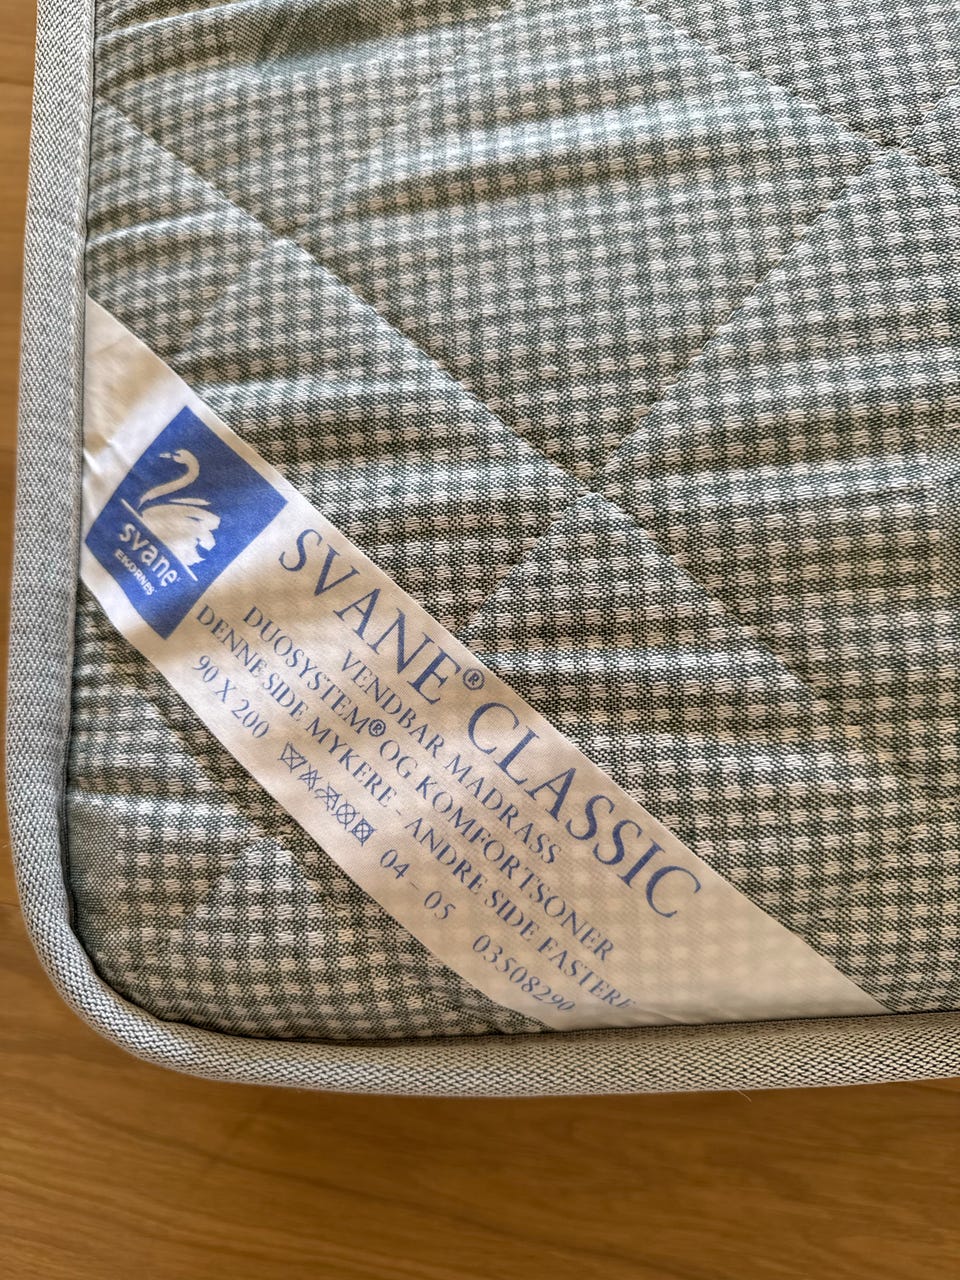 svane®
EKORNES®
SVANE® CLASSIC
VENDBAR MADRASS
DUOSYSTEM® OG KOMFORTSONER
DENNE SIDE MYKERE - ANDRE SIDE FASTERE
90 X 200
04 - 05
03508290